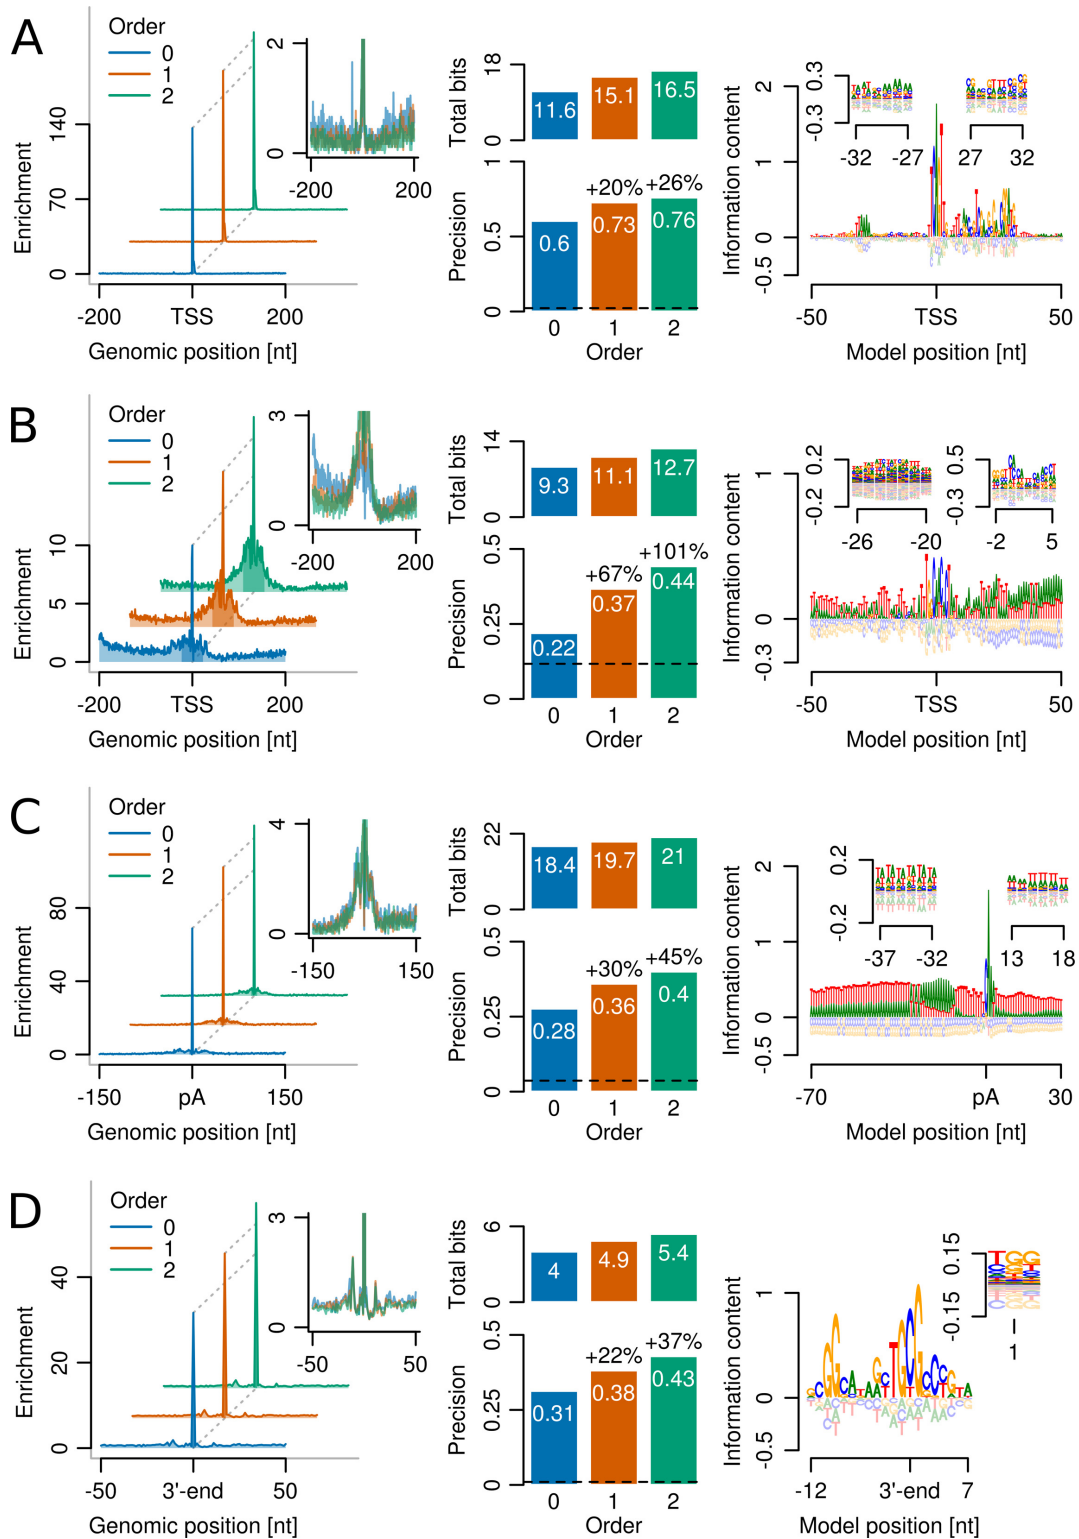 A
Order
0
1
2
Enrichment
140
70
0
-200 TSS 200
Genomic position [nt]
2
0
-200 200
Total bits
18
0
11.6 15.1 16.5
Precision
1
0.5
0
+20% +26%
0.6 0.73 0.76
0 1 2
Order
Information content
2
1
0
-0.5
-50 TSS 50
Model position [nt]
0.3
-0.3
-32 -27
27 32
B
Order
0
1
2
Enrichment
10
5
0
-200 TSS 200
Genomic position [nt]
3
0
-200 200
Total bits
14
0
9.3 11.1 12.7
Precision
0.5
0.25
0
+67% +101%
0.22 0.37 0.44
0 1 2
Order
Information content
1
0
-0.3
-50 TSS 50
Model position [nt]
0.2
-0.2
-26 -20
0.5
-0.3
-2 5
C
Order
0
1
2
Enrichment
80
40
0
-150 pA 150
Genomic position [nt]
4
0
-150 150
Total bits
22
0
18.4 19.7 21
Precision
0.5
0.25
0
+30% +45%
0.28 0.36 0.4
0 1 2
Order
Information content
2
1
0
-0.5
-70 pA 30
Model position [nt]
0.2
-0.2
-37 -32
13 18
D
Order
0
1
2
Enrichment
40
20
0
-50 3'-end 50
Genomic position [nt]
3
0
-50 50
Total bits
6
0
4 4.9 5.4
Precision
0.5
0.25
0
+22% +37%
0.31 0.38 0.43
0 1 2
Order
Information content
1
0
-0.5
-12 3'-end 7
Model position [nt]
0.15
-0.15
TGG
1